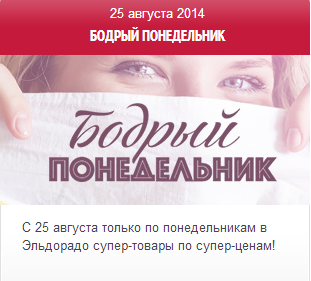 25 августа 2014
БОДРЫЙ ПОНЕДЕЛЬНИК
Бодрый
ПОНЕДЕЛЬНИК
С 25 августа только по понедельникам в
Эльдорадо супер-товары по супер-ценам!